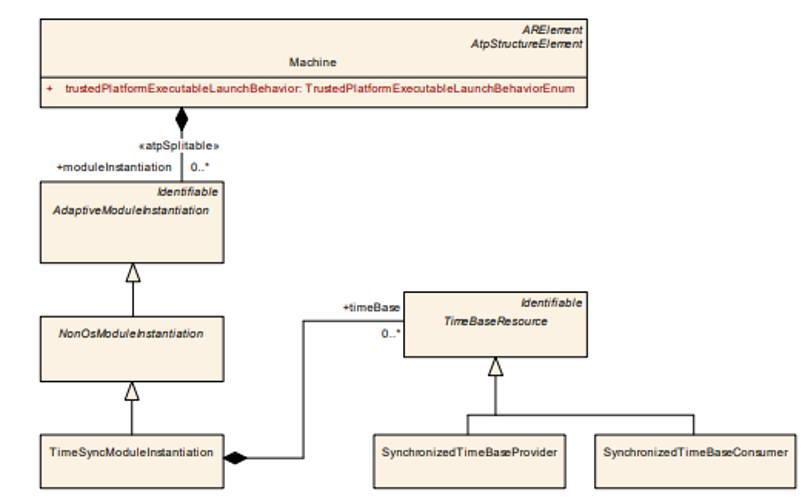 ARElement
AtpStructureElement
Machine
+ trustedPlatformExecutableLaunchBehavior: TrustedPlatformExecutableLaunchBehaviorEnum
«atpSplitable»
+moduleInstantiation 0..*
Identifiable
AdaptiveModuleInstantiation
NonOsModuleInstantiation
+timeBase
0..*
Identifiable
TimeBaseResource
TimeSyncModuleInstantiation
SynchronizedTimeBaseProvider
SynchronizedTimeBaseConsumer